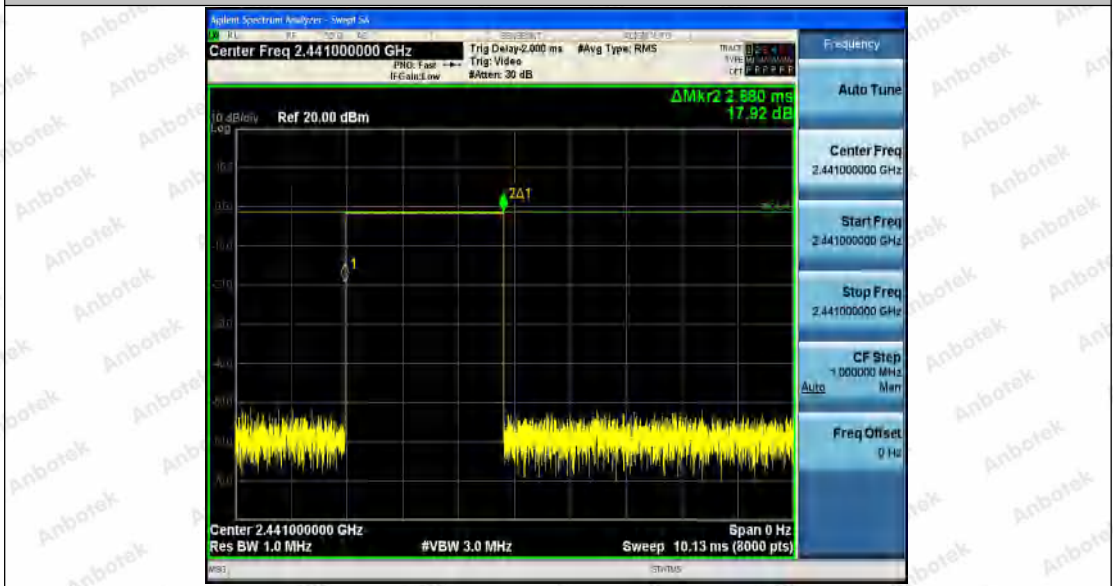 Agilent Spectrum Analyzer - Swept SA
Center Freq 2.441000000 GHz
PNO: Fast
IFGain:Low
Trig Delay-2.000 ms
Trig: Video
#Atten: 30 dB
#Avg Type: RMS
TRACE
TYPE
DET P P P P P P
ΔMkr2 2.880 ms
17.92 dB
10 dB/div
Log
Ref 20.00 dBm
2Δ1
1
Center 2.441000000 GHz
Span 0 Hz
Res BW 1.0 MHz
#VBW 3.0 MHz
Sweep 10.13 ms (8000 pts)
MSG
STATUS
Frequency
Auto Tune
Center Freq
2.441000000 GHz
Start Freq
2.441000000 GHz
Stop Freq
2.441000000 GHz
CF Step
1.000000 MHz
Auto Man
Freq Offset
0 Hz
Anbotek